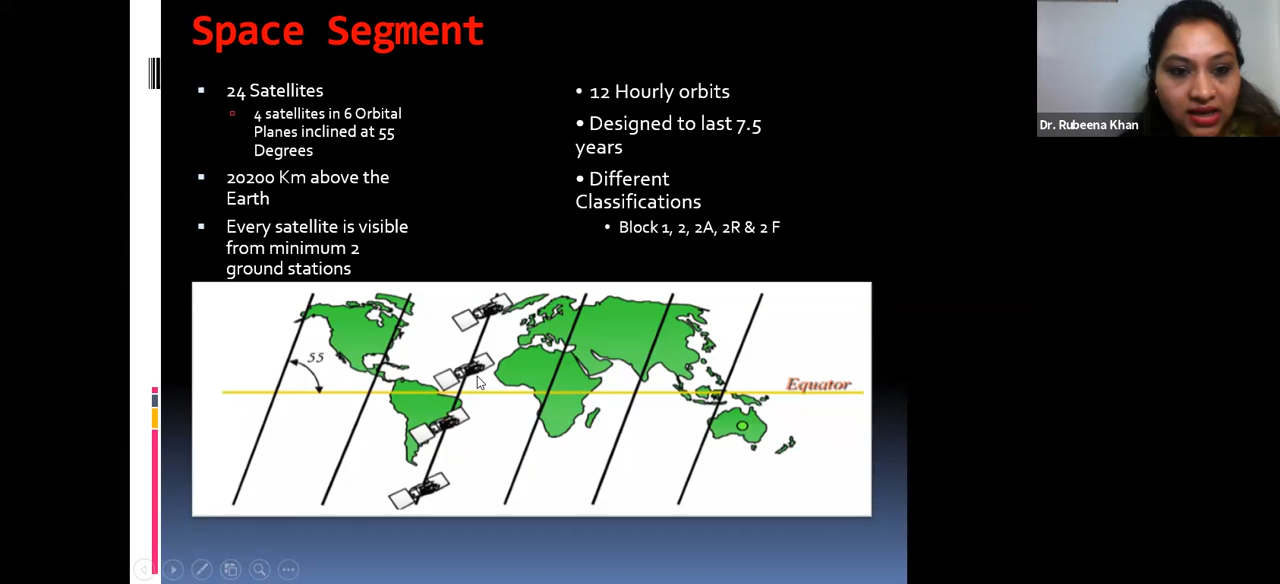 Space Segment
24 Satellites
4 satellites in 6 Orbital
Planes inclined at 55
Degrees
20200 Km above the
Earth
Every satellite is visible
from minimum 2
ground stations
• 12 Hourly orbits
• Designed to last 7.5
years
• Different
Classifications
• Block 1, 2, 2A, 2R & 2 F
55
Equator
Dr. Rubeena Khan